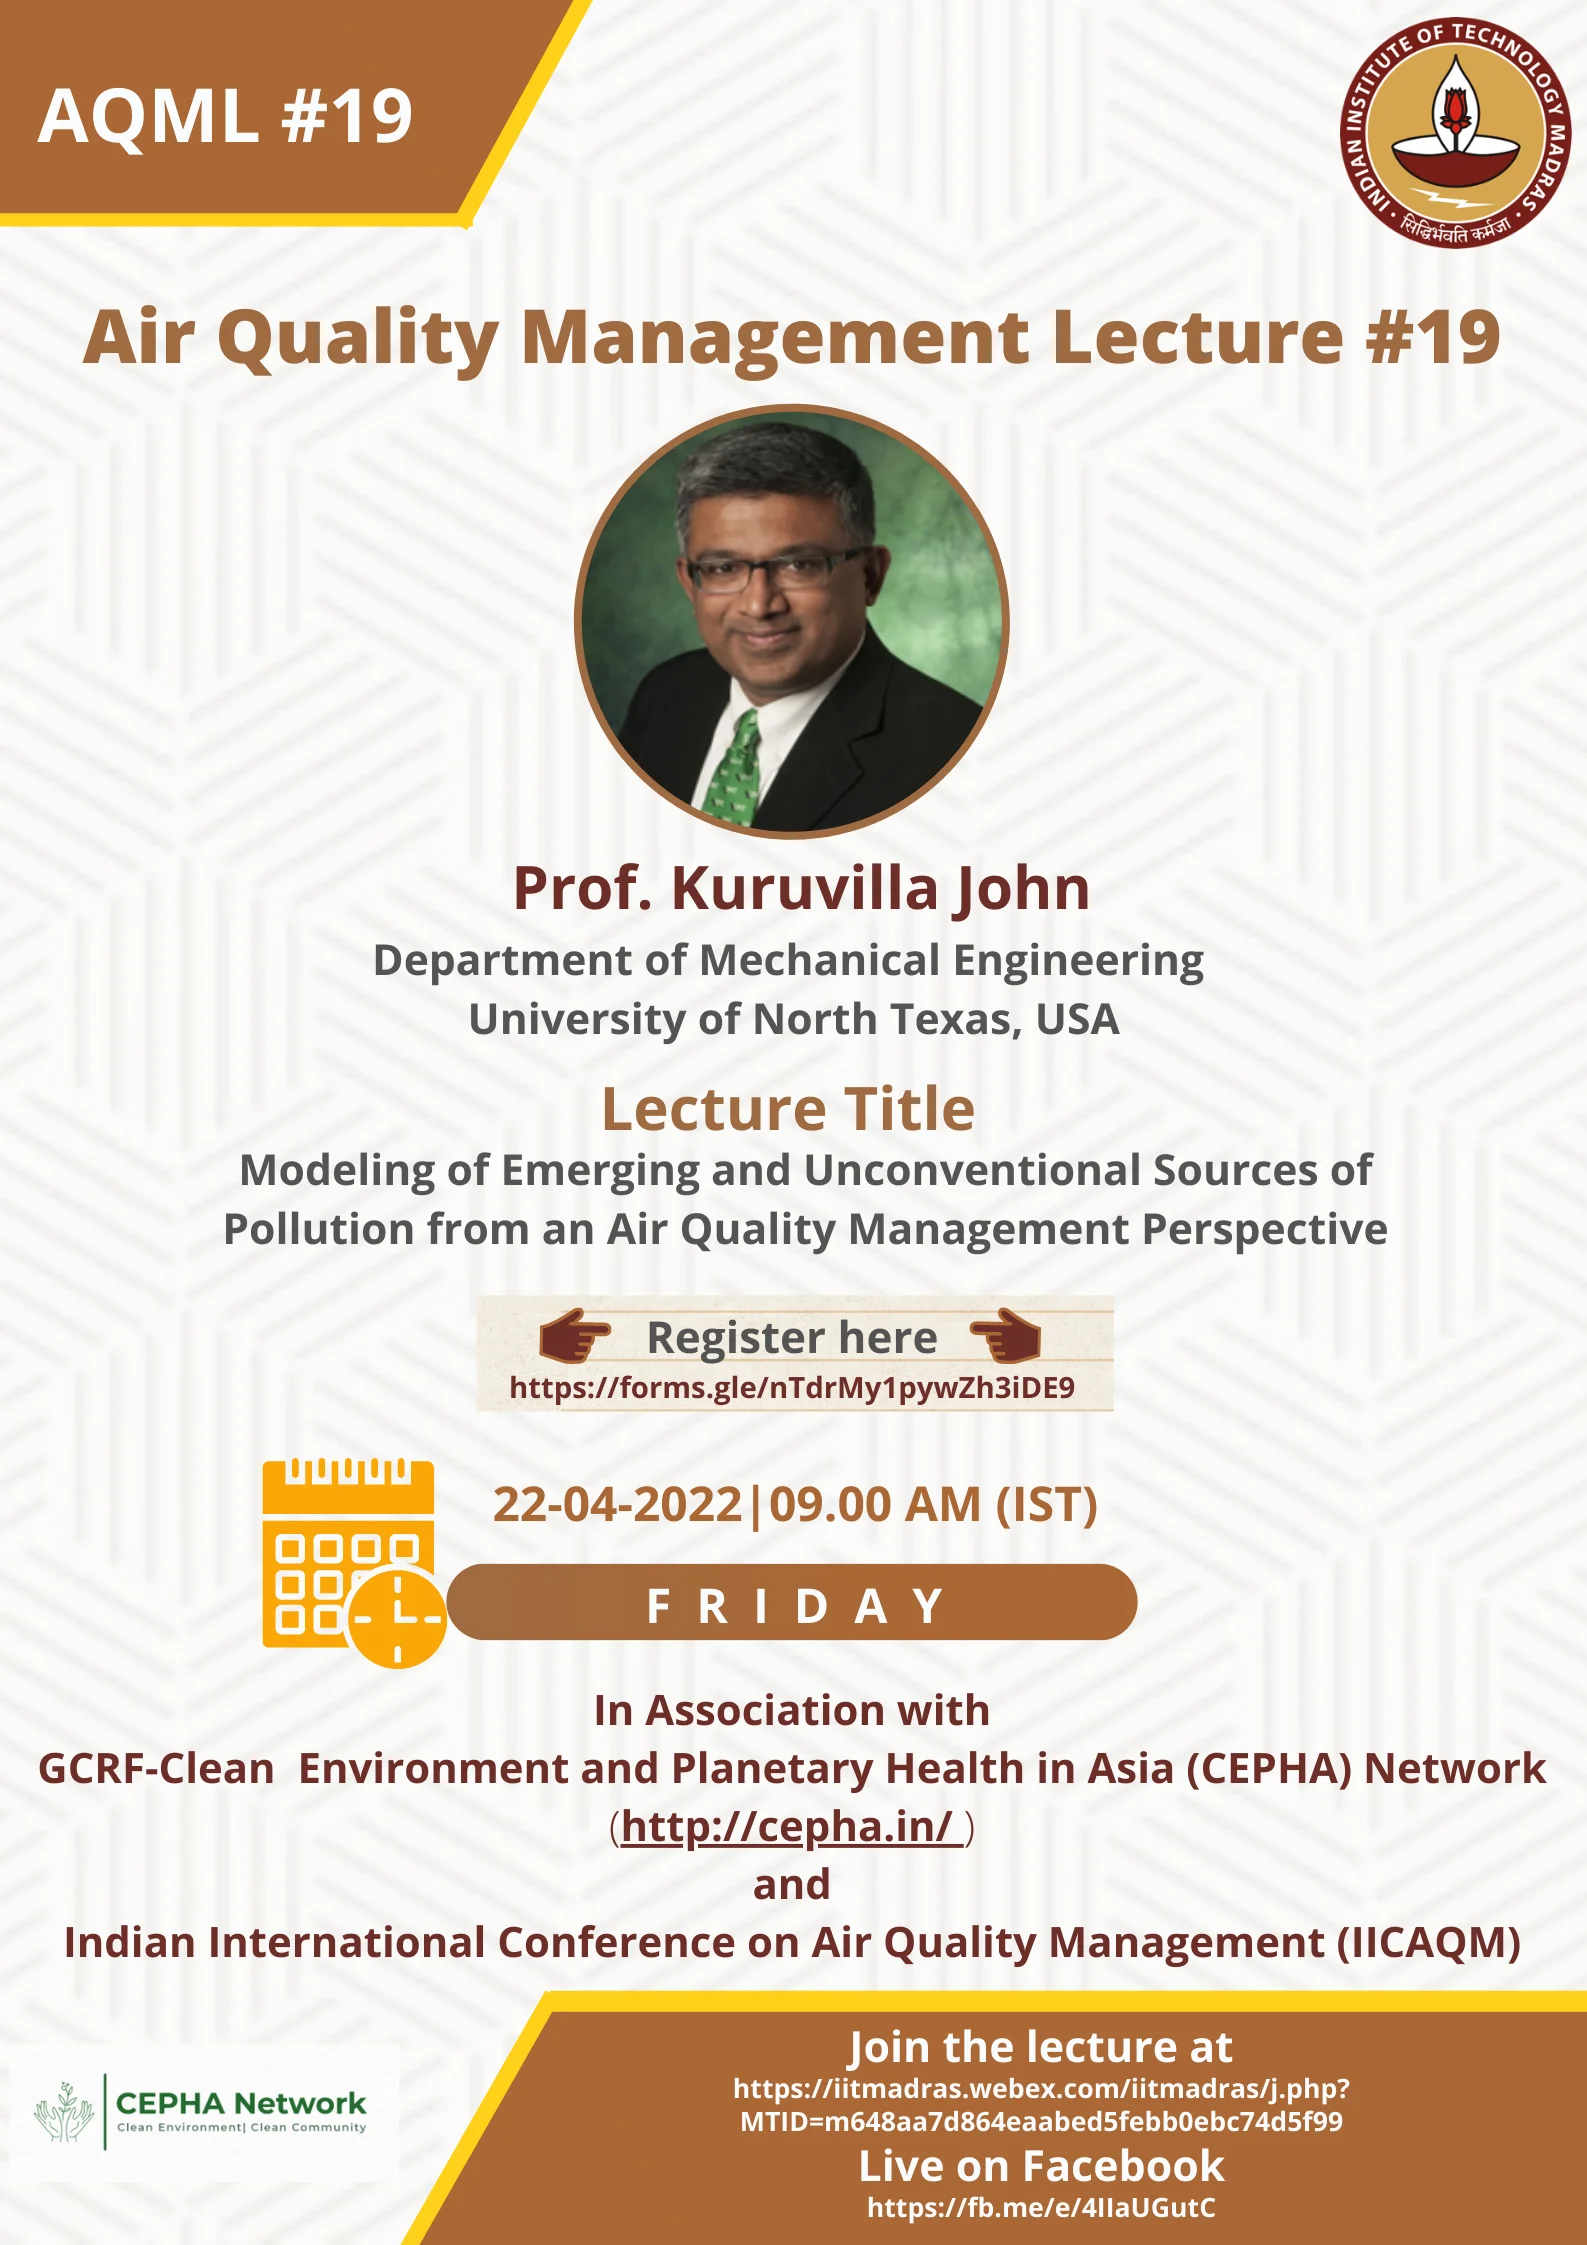 AQML #19
INDIAN INSTITUTE OF TECHNOLOGY MADRAS
सिद्धिर्भवति कर्मजा
Air Quality Management Lecture #19
Prof. Kuruvilla John
Department of Mechanical Engineering
University of North Texas, USA
Lecture Title
Modeling of Emerging and Unconventional Sources of
Pollution from an Air Quality Management Perspective
Register here
https://forms.gle/nTdrMy1pywZh3iDE9
22-04-2022|09.00 AM (IST)
FRIDAY
In Association with
GCRF-Clean  Environment and Planetary Health in Asia (CEPHA) Network
(http://cepha.in/ )
and
Indian International Conference on Air Quality Management (IICAQM)
CEPHA Network
Clean Environment| Clean Community
Join the lecture at
https://iitmadras.webex.com/iitmadras/j.php?
MTID=m648aa7d864eaabed5febb0ebc74d5f99
Live on Facebook
https://fb.me/e/4IIaUGutC